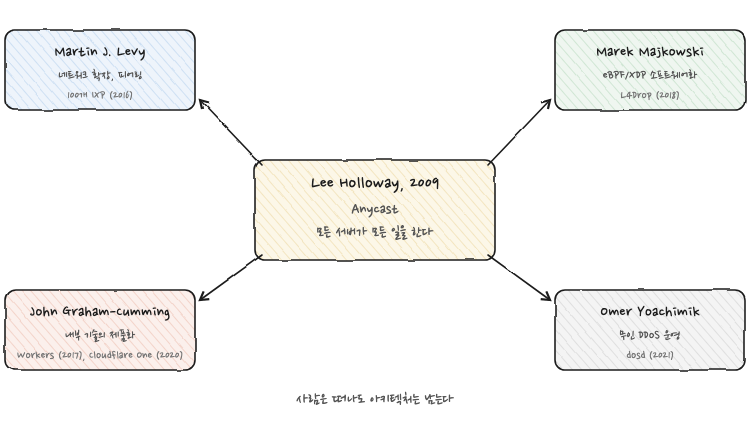 Martin J. Levy
네트워크 확장, 피어링
100개 IXP (2016)
Marek Majkowski
eBPF/XDP 소프트웨어화
L4Drop (2018)
Lee Holloway, 2009
Anycast
모든 서버가 모든 일을 한다
John Graham-Cumming
내부 기술의 제품화
Workers (2017), Cloudflare One (2020)
Omer Yoachimik
무인 DDoS 운영
dosd (2021)
사람은 떠나도 아키텍처는 남는다